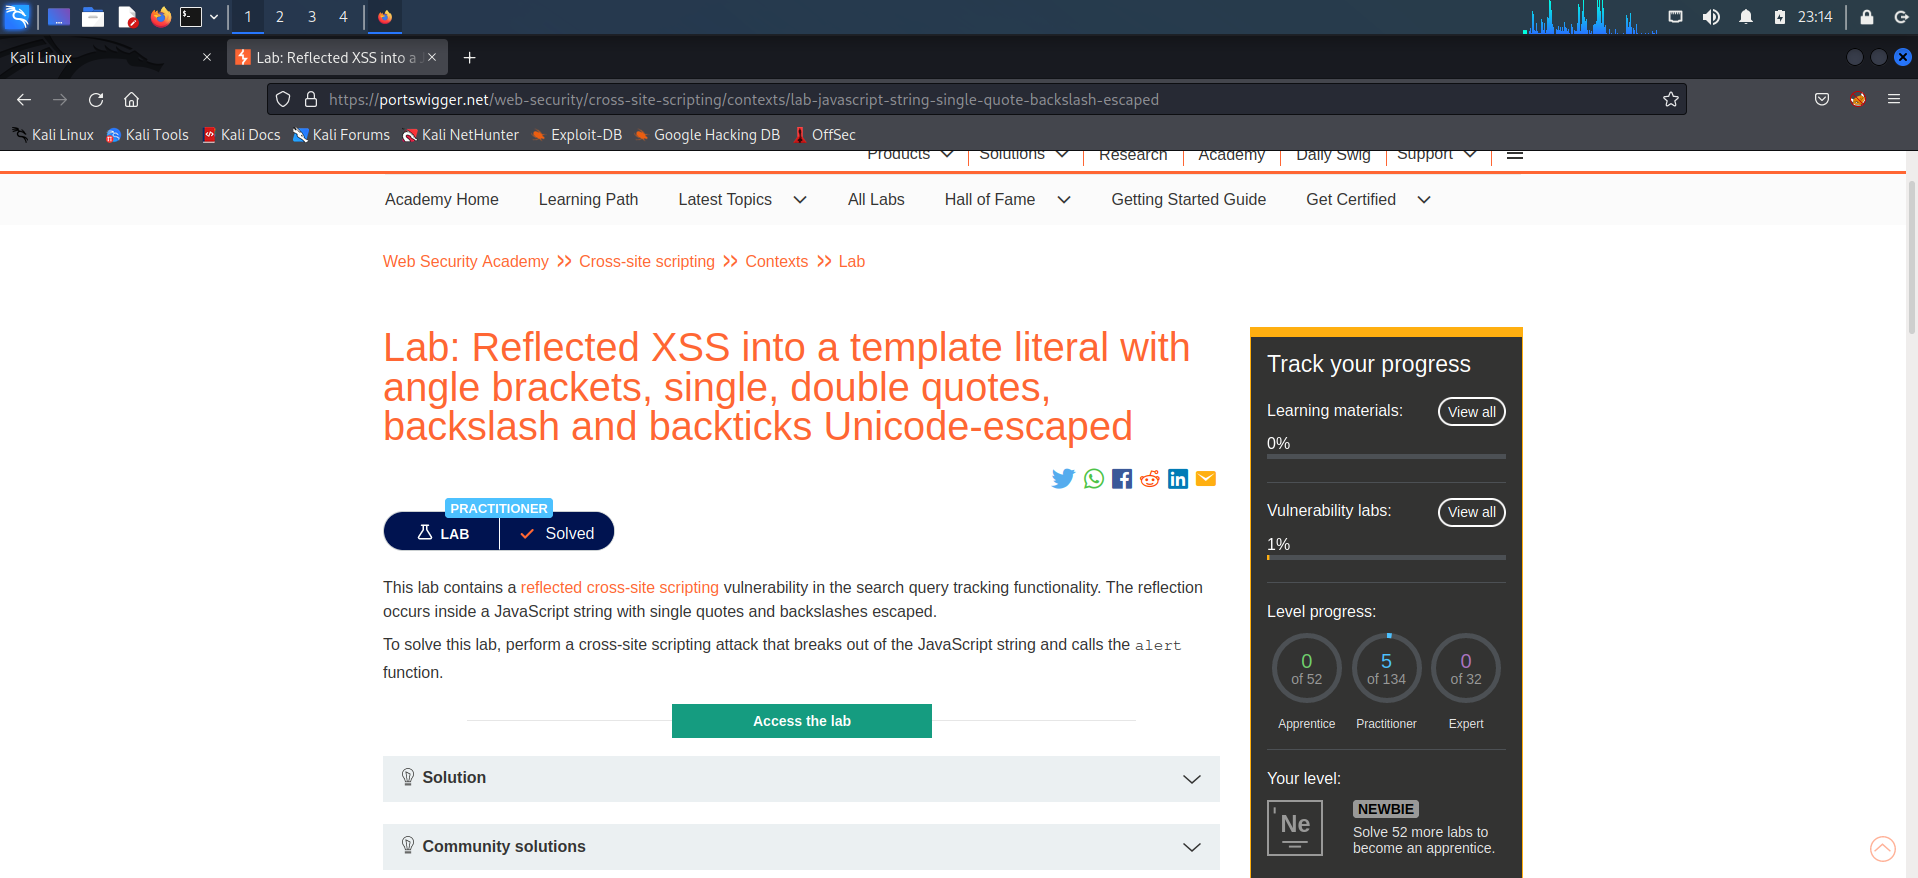 1 2 3 4
23:14
Kali Linux
Lab: Reflected XSS into a J
https://portswigger.net/web-security/cross-site-scripting/contexts/lab-javascript-string-single-quote-backslash-escaped
Kali Linux Kali Tools Kali Docs Kali Forums Kali NetHunter Exploit-DB Google Hacking DB OffSec
Products Solutions Research Academy Daily Swig Support
Academy Home Learning Path Latest Topics All Labs Hall of Fame Getting Started Guide Get Certified
Web Security Academy Cross-site scripting Contexts Lab
Lab: Reflected XSS into a template literal with
angle brackets, single, double quotes,
backslash and backticks Unicode-escaped
PRACTITIONER
LAB Solved
This lab contains a reflected cross-site scripting vulnerability in the search query tracking functionality. The reflection
occurs inside a JavaScript string with single quotes and backslashes escaped.
To solve this lab, perform a cross-site scripting attack that breaks out of the JavaScript string and calls the alert
function.
Access the lab
Solution
Community solutions
Track your progress
Learning materials: View all
0%
Vulnerability labs: View all
1%
Level progress:
0 5 0
of 52 of 134 of 32
Apprentice Practitioner Expert
Your level:
Ne
NEWBIE
Solve 52 more labs to
become an apprentice.